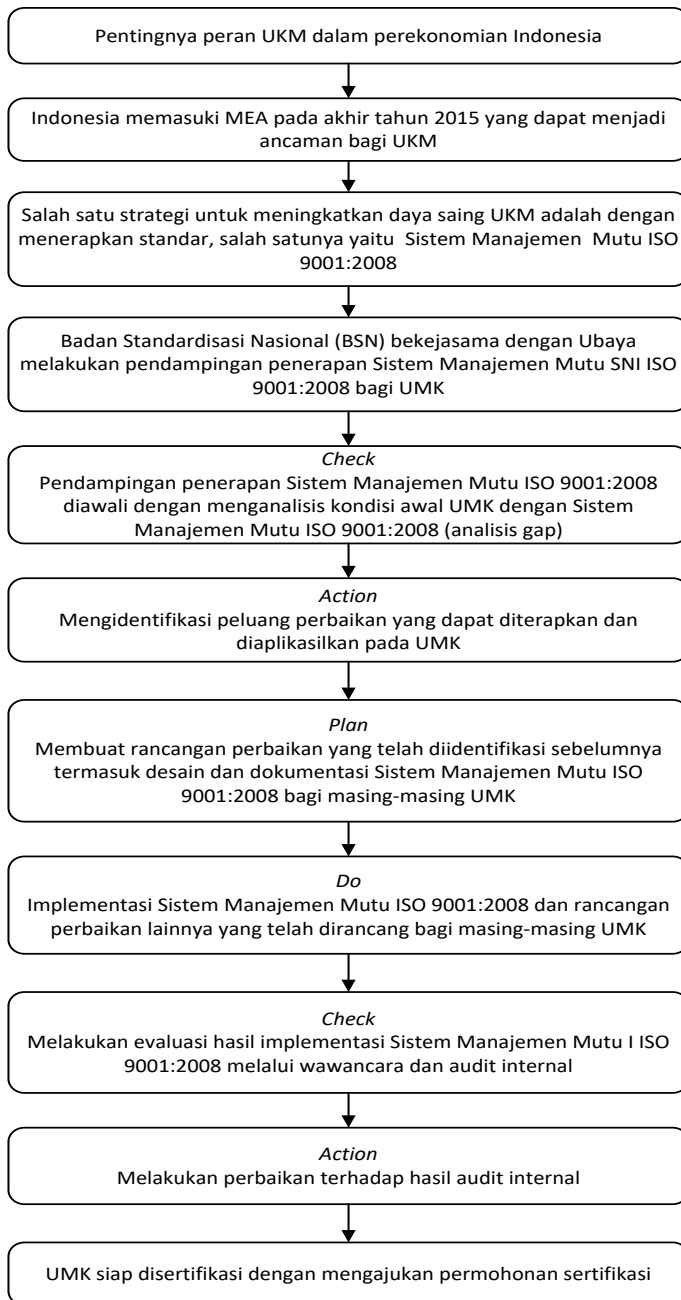 Pentingnya peran UKM dalam perekonomian Indonesia
Indonesia memasuki MEA pada akhir tahun 2015 yang dapat menjadi
ancaman bagi UKM
Salah satu strategi untuk meningkatkan daya saing UKM adalah dengan
menerapkan standar, salah satunya yaitu Sistem Manajemen Mutu ISO
9001:2008
Badan Standardisasi Nasional (BSN) bekejasama dengan Ubaya
melakukan pendampingan penerapan Sistem Manajemen Mutu SNI ISO
9001:2008 bagi UMK
Check
Pendampingan penerapan Sistem Manajemen Mutu ISO 9001:2008
diawali dengan menganalisis kondisi awal UMK dengan Sistem
Manajemen Mutu ISO 9001:2008 (analisis gap)
Action
Mengidentifikasi peluang perbaikan yang dapat diterapkan dan
diaplikasilkan pada UMK
Plan
Membuat rancangan perbaikan yang telah diidentifikasi sebelumnya
termasuk desain dan dokumentasi Sistem Manajemen Mutu ISO
9001:2008 bagi masing-masing UMK
Do
Implementasi Sistem Manajemen Mutu ISO 9001:2008 dan rancangan
perbaikan lainnya yang telah dirancang bagi masing-masing UMK
Check
Melakukan evaluasi hasil implementasi Sistem Manajemen Mutu I ISO
9001:2008 melalui wawancara dan audit internal
Action
Melakukan perbaikan terhadap hasil audit internal
UMK siap disertifikasi dengan mengajukan permohonan sertifikasi